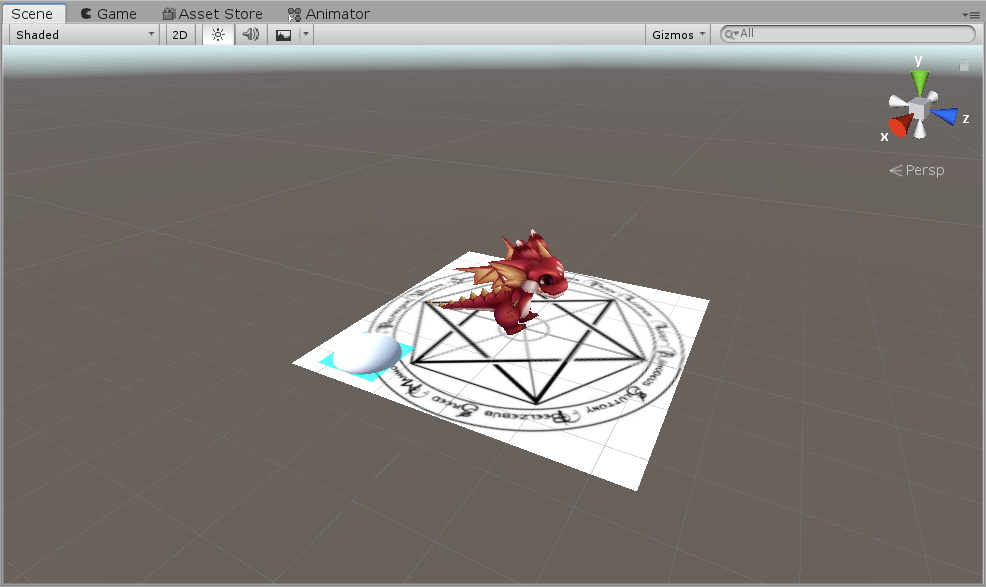 Scene Game Asset Store Animator
Shaded 2D Gizmos All
y
z
x
Persp
Greed Beelzebub Gluttony